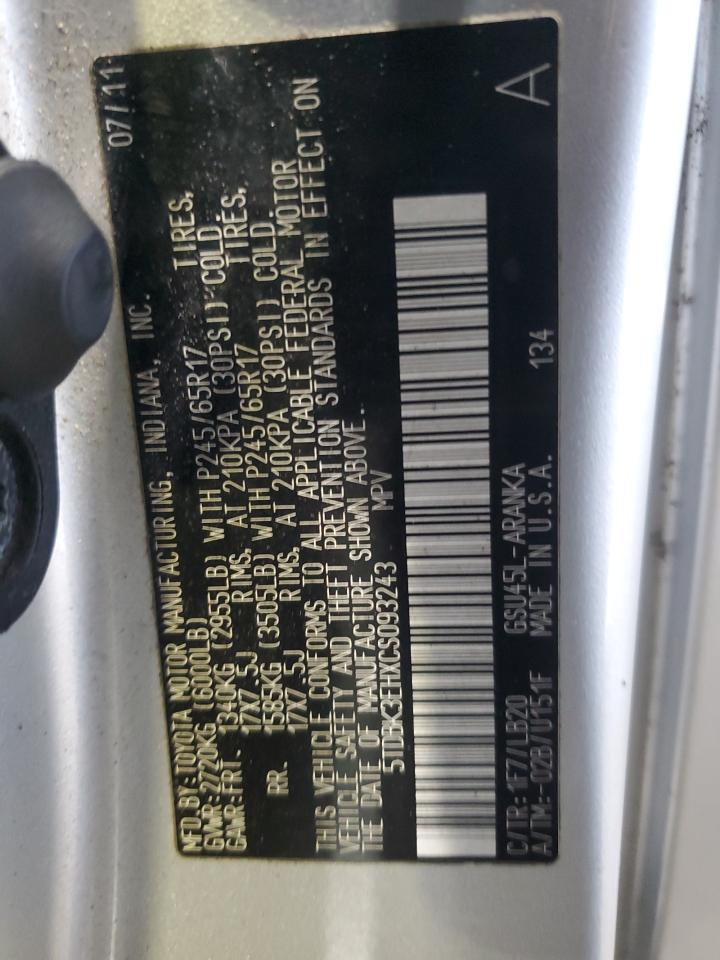 MFD.BY:TOYOTA MOTOR MANUFACTURING, INDIANA, INC. 07/11
GVWR:2720KG (6000LB)
GAWR:FRT. 1340KG (2955LB) WITH P245/65R17 TIRES,
17X7.5J RIMS, AT 210KPA (30PSI) COLD.
RR. 1585KG (3505LB) WITH P245/65R17 TIRES,
17X7.5J RIMS, AT 210KPA (30PSI) COLD.
THIS VEHICLE CONFORMS TO ALL APPLICABLE FEDERAL MOTOR
VEHICLE SAFETY AND THEFT PREVENTION STANDARDS IN EFFECT ON
THE DATE OF MANUFACTURE SHOWN ABOVE.
5TDBK3EHXCS093243 MPV
C/TR:1F7/LB20 GSU45L-ARANKA 134 A
A/TM:-02B/U151F MADE IN U.S.A.